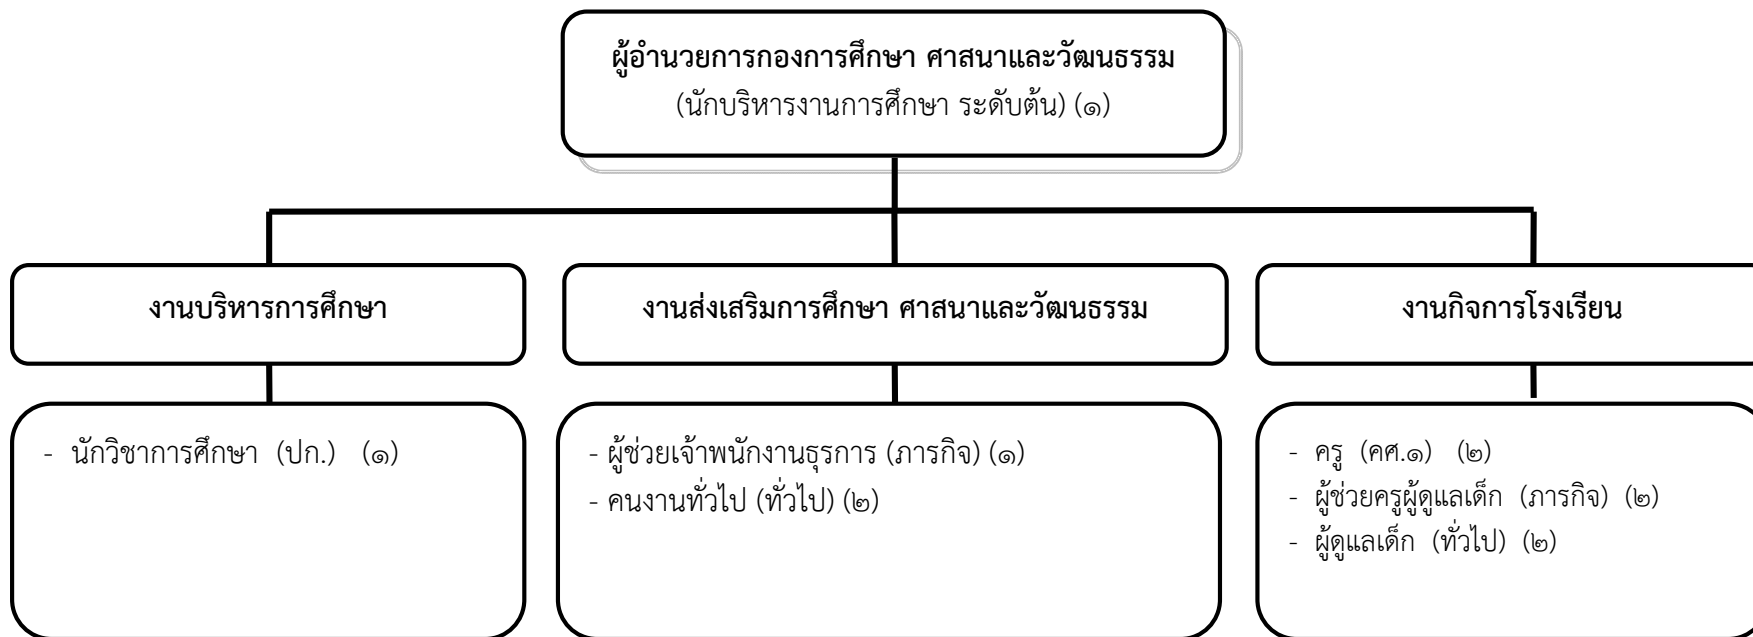 ผู้อำนวยการกองการศึกษา ศาสนาและวัฒนธรรม
(นักบริหารงานการศึกษา ระดับต้น) (๑)
งานบริหารการศึกษา
- นักวิชาการศึกษา (ปก.) (๑)
งานส่งเสริมการศึกษา ศาสนาและวัฒนธรรม
- ผู้ช่วยเจ้าพนักงานธุรการ (ภารกิจ) (๑)
- คนงานทั่วไป (ทั่วไป) (๒)
งานกิจการโรงเรียน
- ครู (คศ.๑) (๒)
- ผู้ช่วยครูผู้ดูแลเด็ก (ภารกิจ) (๒)
- ผู้ดูแลเด็ก (ทั่วไป) (๒)